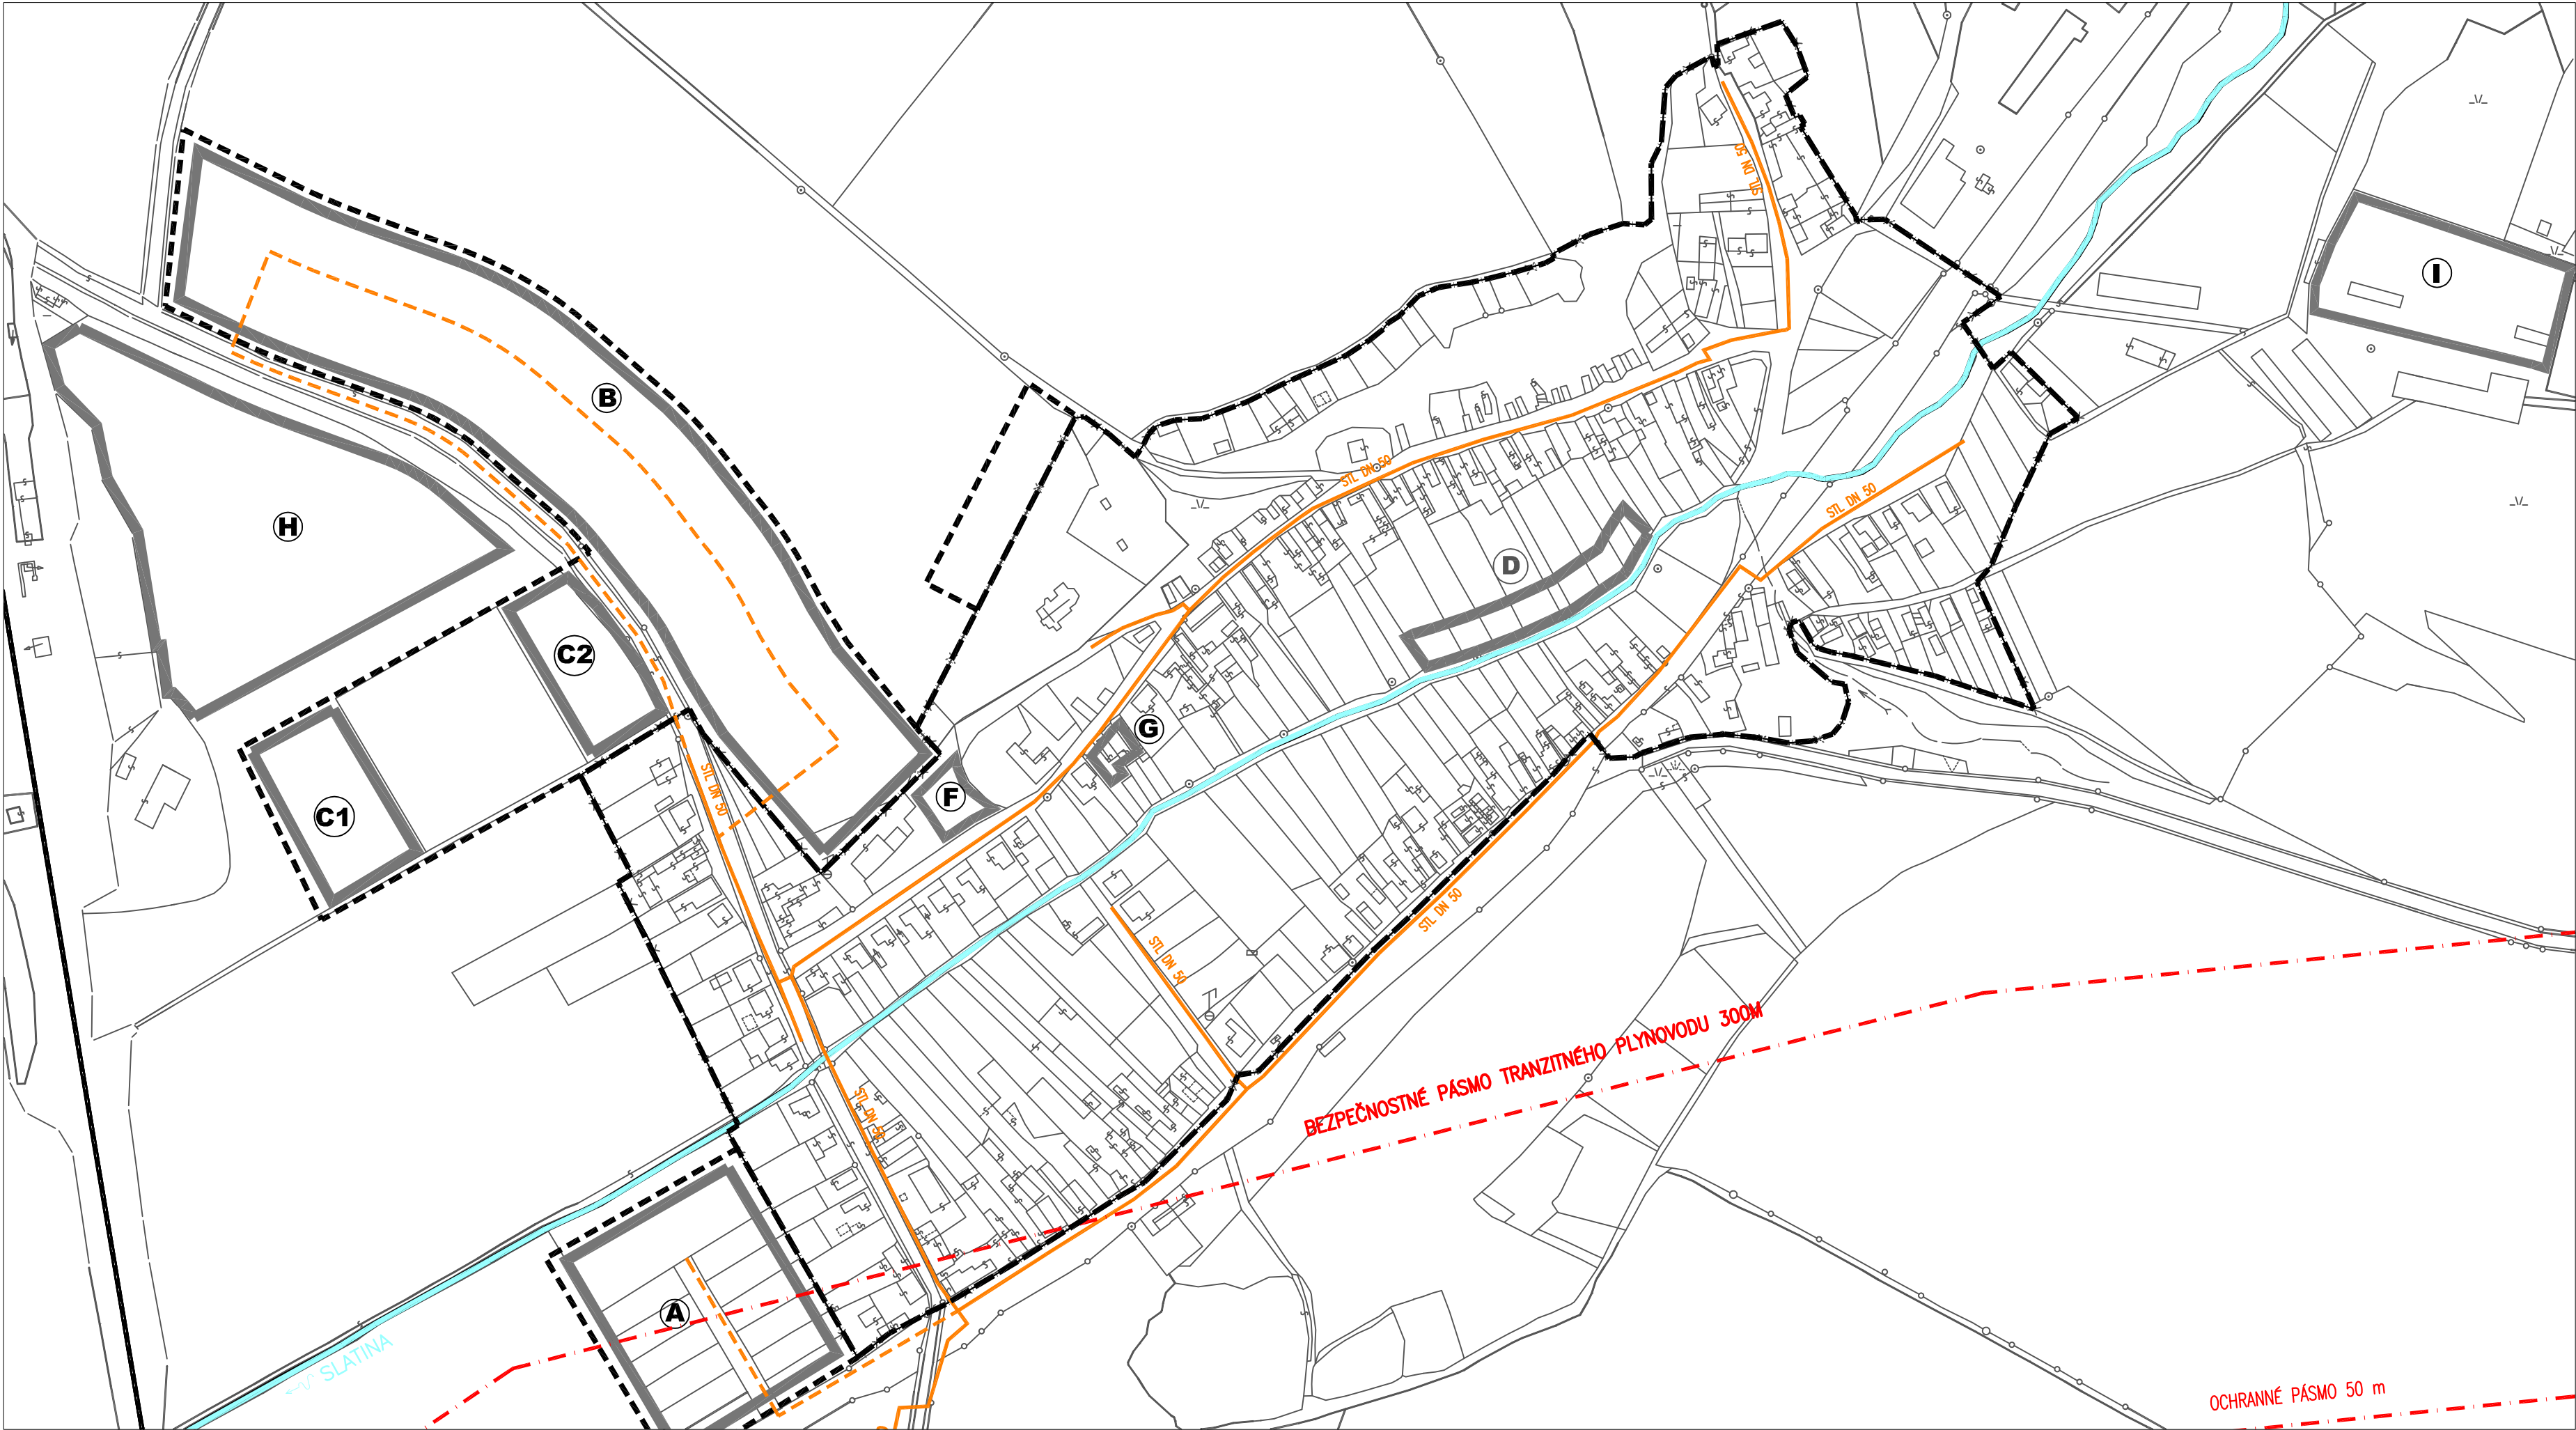 STL DN 50
I
B
STL DN 50
STL DN 50
H
D
C2
G
STL DN 50
F
C1
STL DN 50
STL DN 50
BEZPEČNOSTNÉ PÁSMO TRANZITNÉHO PLYNOVODU 300M
STL DN 50
A
SLATINA
OCHRANNÉ PÁSMO 50 m